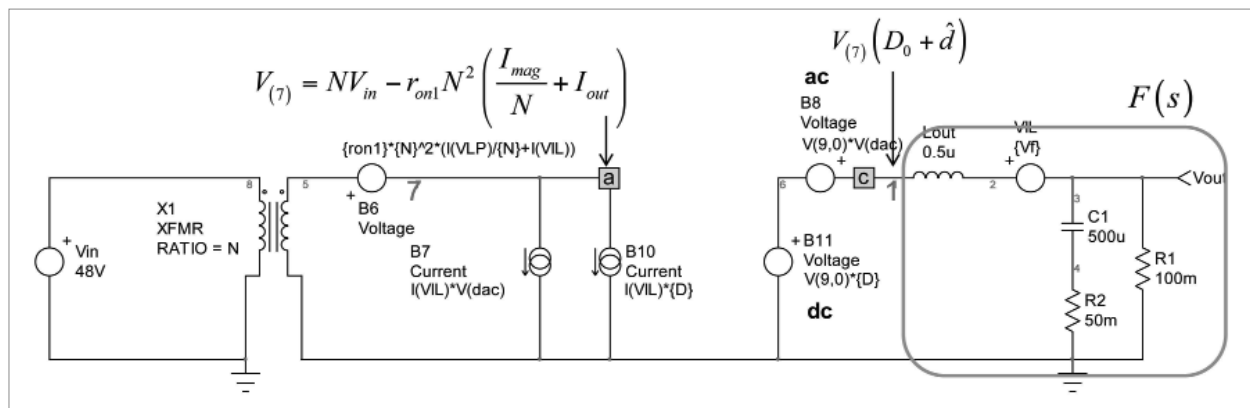 V(7) = NVin − ron1N²(Imag/N + Iout)
V(7)(D0 + d̂)
ac
B8
Voltage
V(9,0)*V(dac)
F(s)
{ron1}*{N}^2*(I(VLP)/{N}+I(VIL))
Lout
0.5u
VIL
{Vf}
8
5
7
a
6
c
1
2
Vout
X1
XFMR
RATIO = N
B6
Voltage
3
C1
500u
Vin
48V
B7
Current
I(VIL)*V(dac)
B10
Current
I(VIL)*{D}
B11
Voltage
V(9,0)*{D}
dc
4
R2
50m
R1
100m